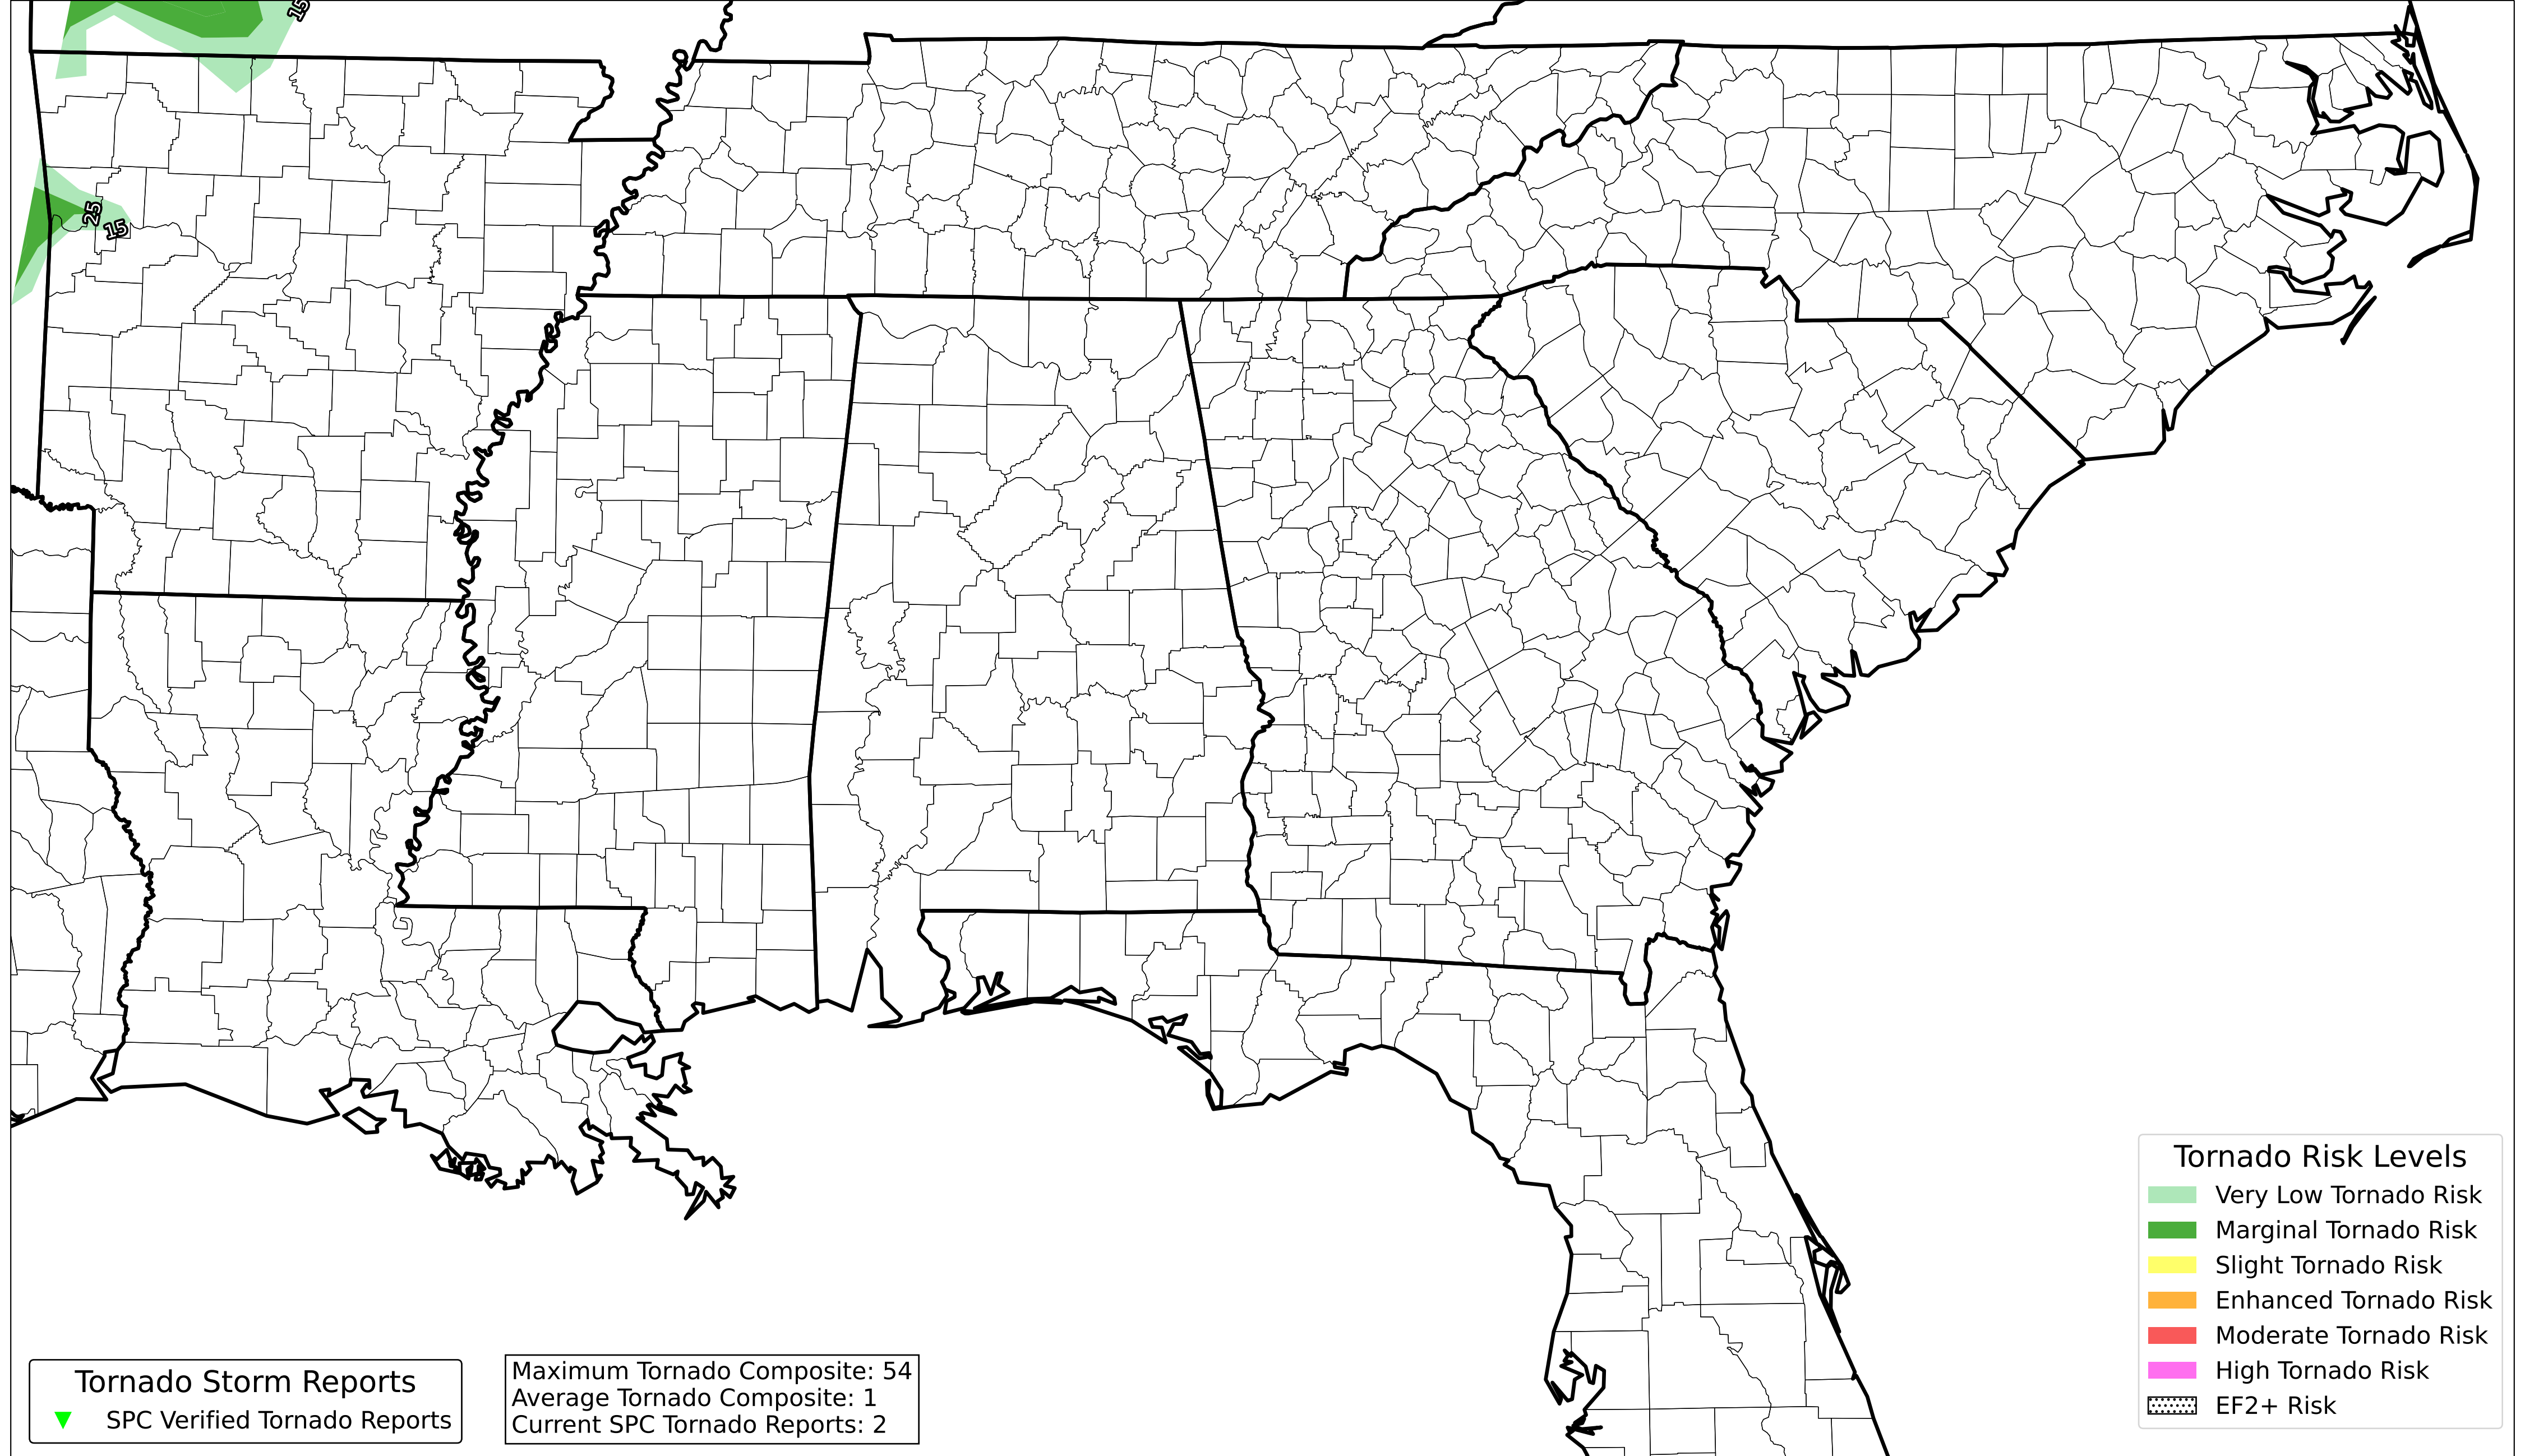 15
25
15
Tornado Risk Levels
Very Low Tornado Risk
Marginal Tornado Risk
Slight Tornado Risk
Enhanced Tornado Risk
Moderate Tornado Risk
High Tornado Risk
EF2+ Risk
Tornado Storm Reports
SPC Verified Tornado Reports
Maximum Tornado Composite: 54
Average Tornado Composite: 1
Current SPC Tornado Reports: 2